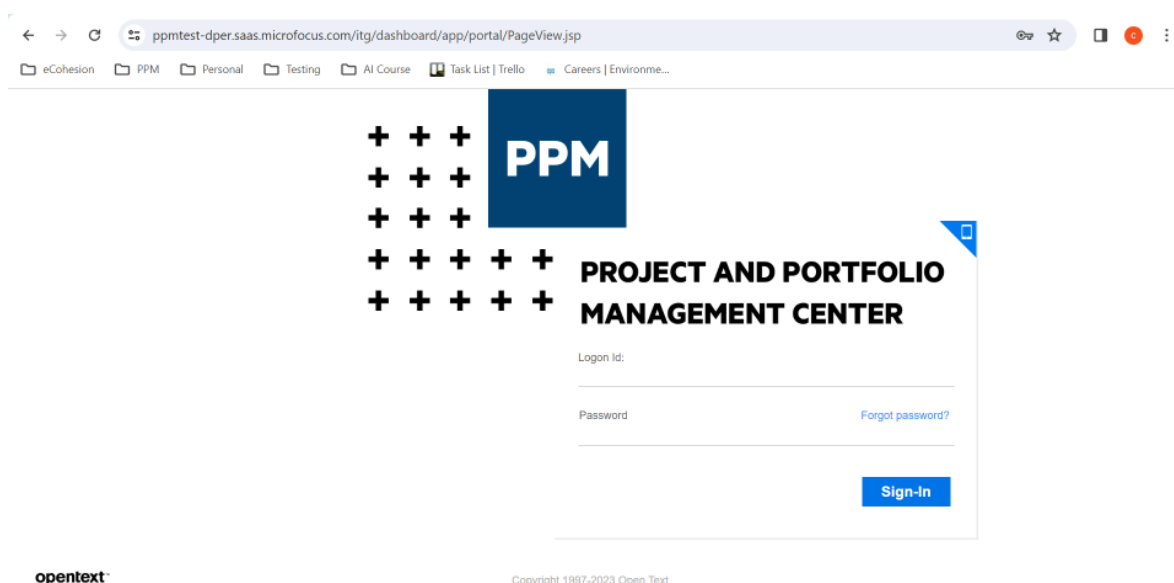 ppmtest-dper.saas.microfocus.com/itg/dashboard/app/portal/PageView.jsp
eCohesion PPM Personal Testing AI Course Task List | Trello Careers | Environme...
PPM
PROJECT AND PORTFOLIO
MANAGEMENT CENTER
Logon Id:
Password Forgot password?
Sign-In
opentext™
Copyright 1997-2023 Open Text